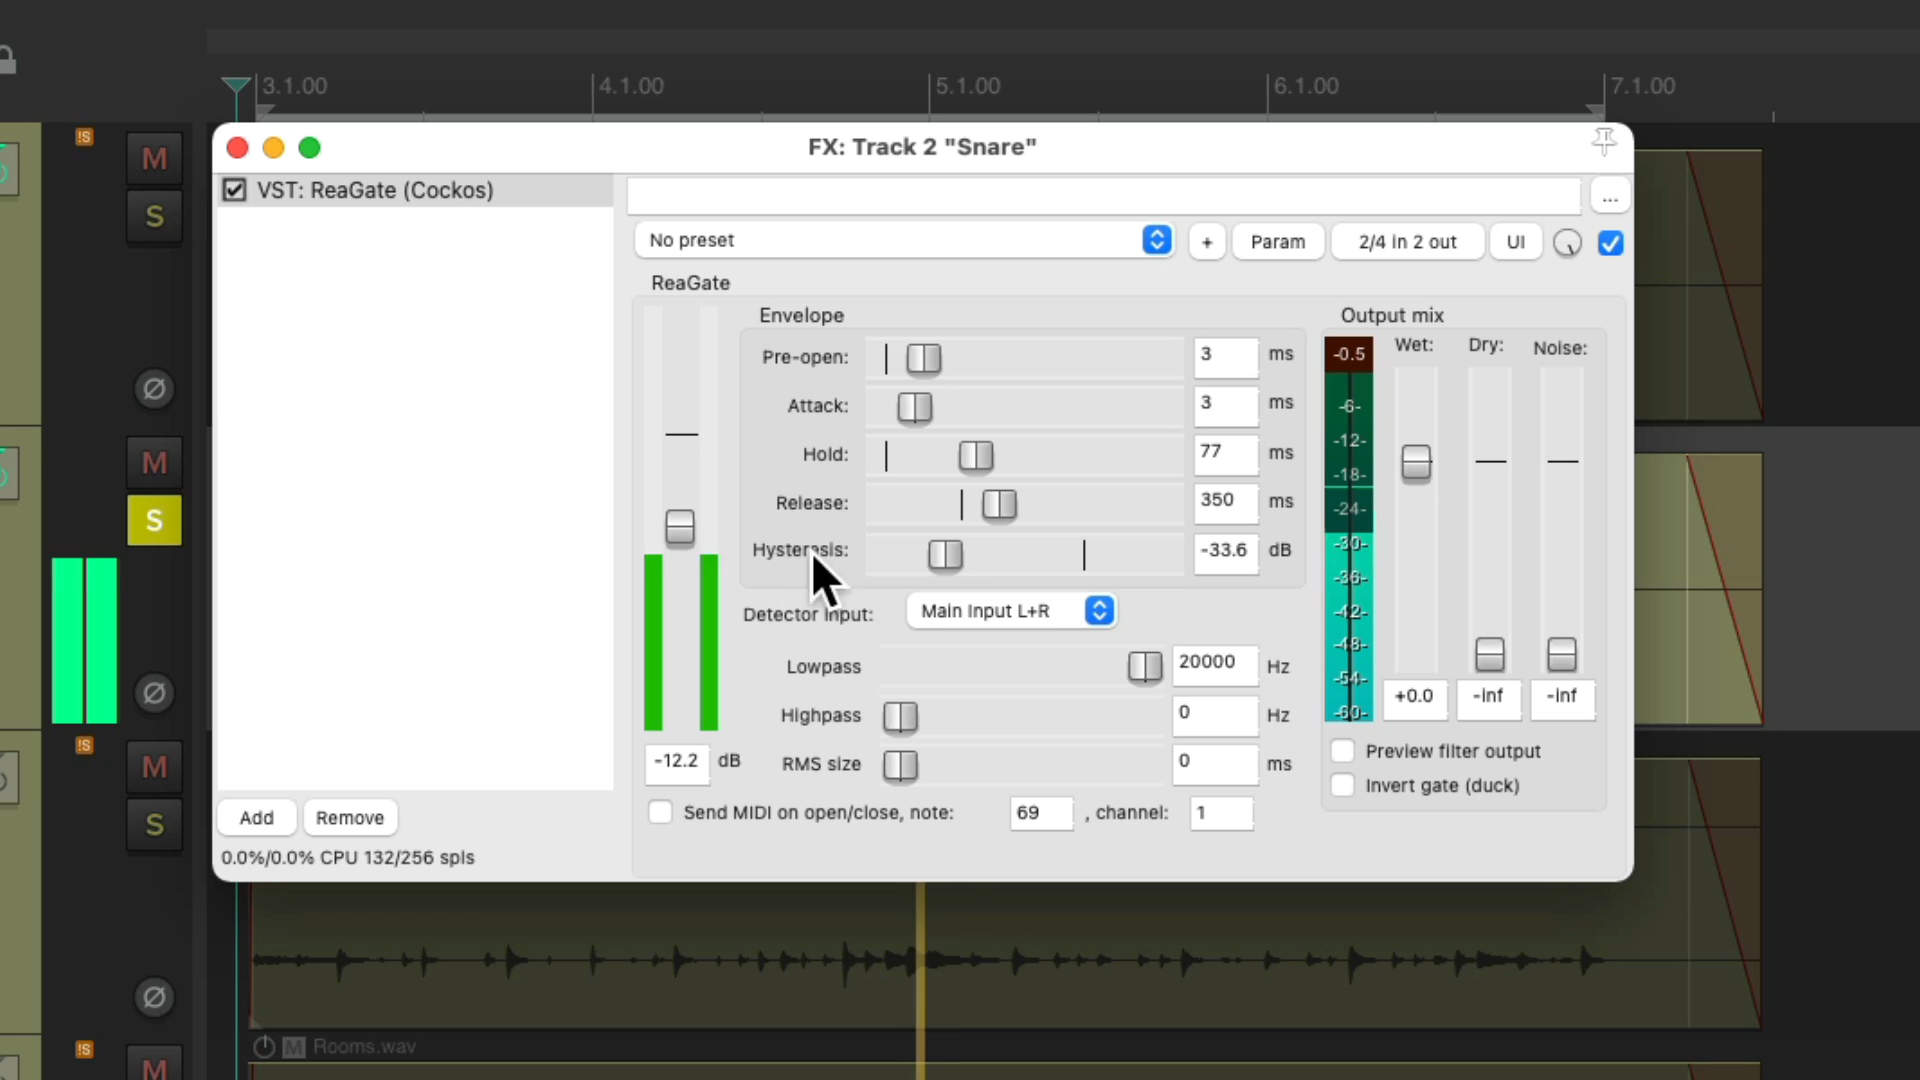 3.1.00 4.1.00 5.1.00 6.1.00 7.1.00
FX: Track 2 "Snare"
VST: ReaGate (Cockos)
...
No preset + Param 2/4 in 2 out UI
ReaGate
Envelope
Pre-open: 3 ms
Attack: 3 ms
Hold: 77 ms
Release: 350 ms
Hysteresis: -33.6 dB
Detector input: Main Input L+R
Lowpass 20000 Hz
Highpass 0 Hz
-12.2 dB
RMS size 0 ms
Send MIDI on open/close, note: 69 , channel: 1
Output mix
Wet: Dry: Noise:
-0.5
-6-
-12-
-18-
-24-
-30-
-36-
-42-
-48-
-54-
-60-
+0.0 -inf -inf
Preview filter output
Invert gate (duck)
Add Remove
0.0%/0.0% CPU 132/256 spls
!S
M
S
Ø
M
S
Ø
!S
M
S
Ø
!S
M
M Rooms.wav